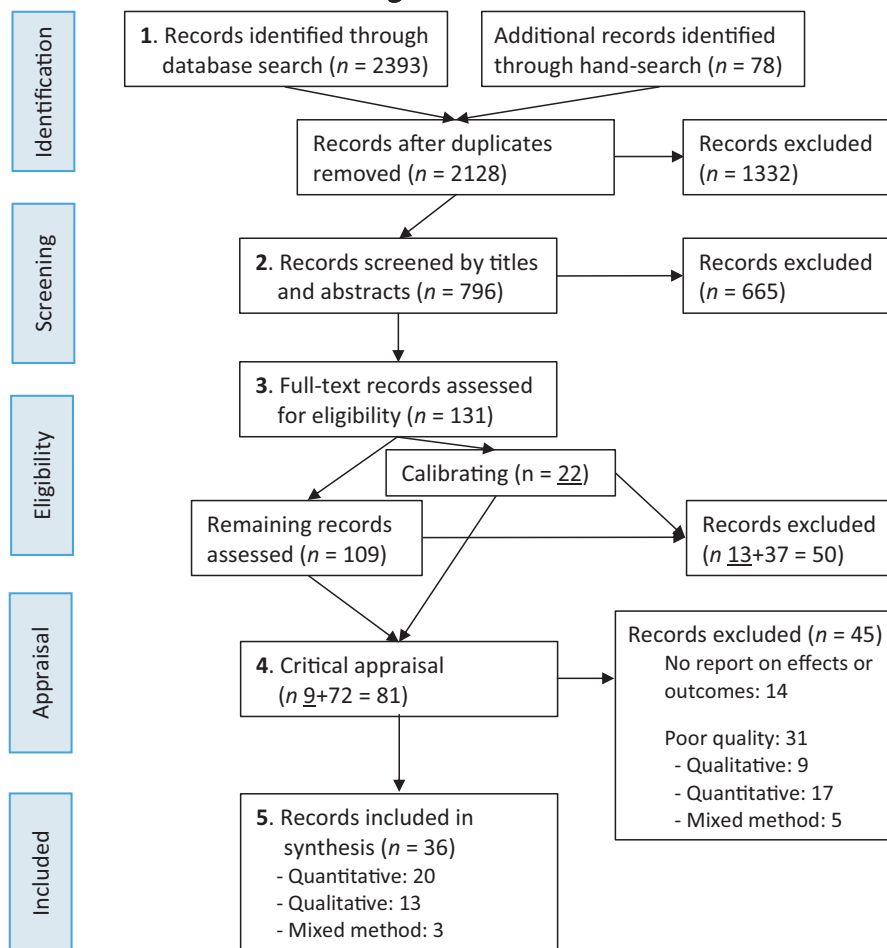 Identification
1. Records identified through
database search (n = 2393)
Additional records identified
through hand-search (n = 78)
Records after duplicates
removed (n = 2128)
Records excluded
(n = 1332)
Screening
2. Records screened by titles
and abstracts (n = 796)
Records excluded
(n = 665)
Eligibility
3. Full-text records assessed
for eligibility (n = 131)
Calibrating (n = 22)
Remaining records
assessed (n = 109)
Records excluded
(n 13+37 = 50)
Appraisal
4. Critical appraisal
(n 9+72 = 81)
Records excluded (n = 45)
No report on effects or
outcomes: 14
Poor quality: 31
- Qualitative: 9
- Quantitative: 17
- Mixed method: 5
Included
5. Records included in
synthesis (n = 36)
- Quantitative: 20
- Qualitative: 13
- Mixed method: 3